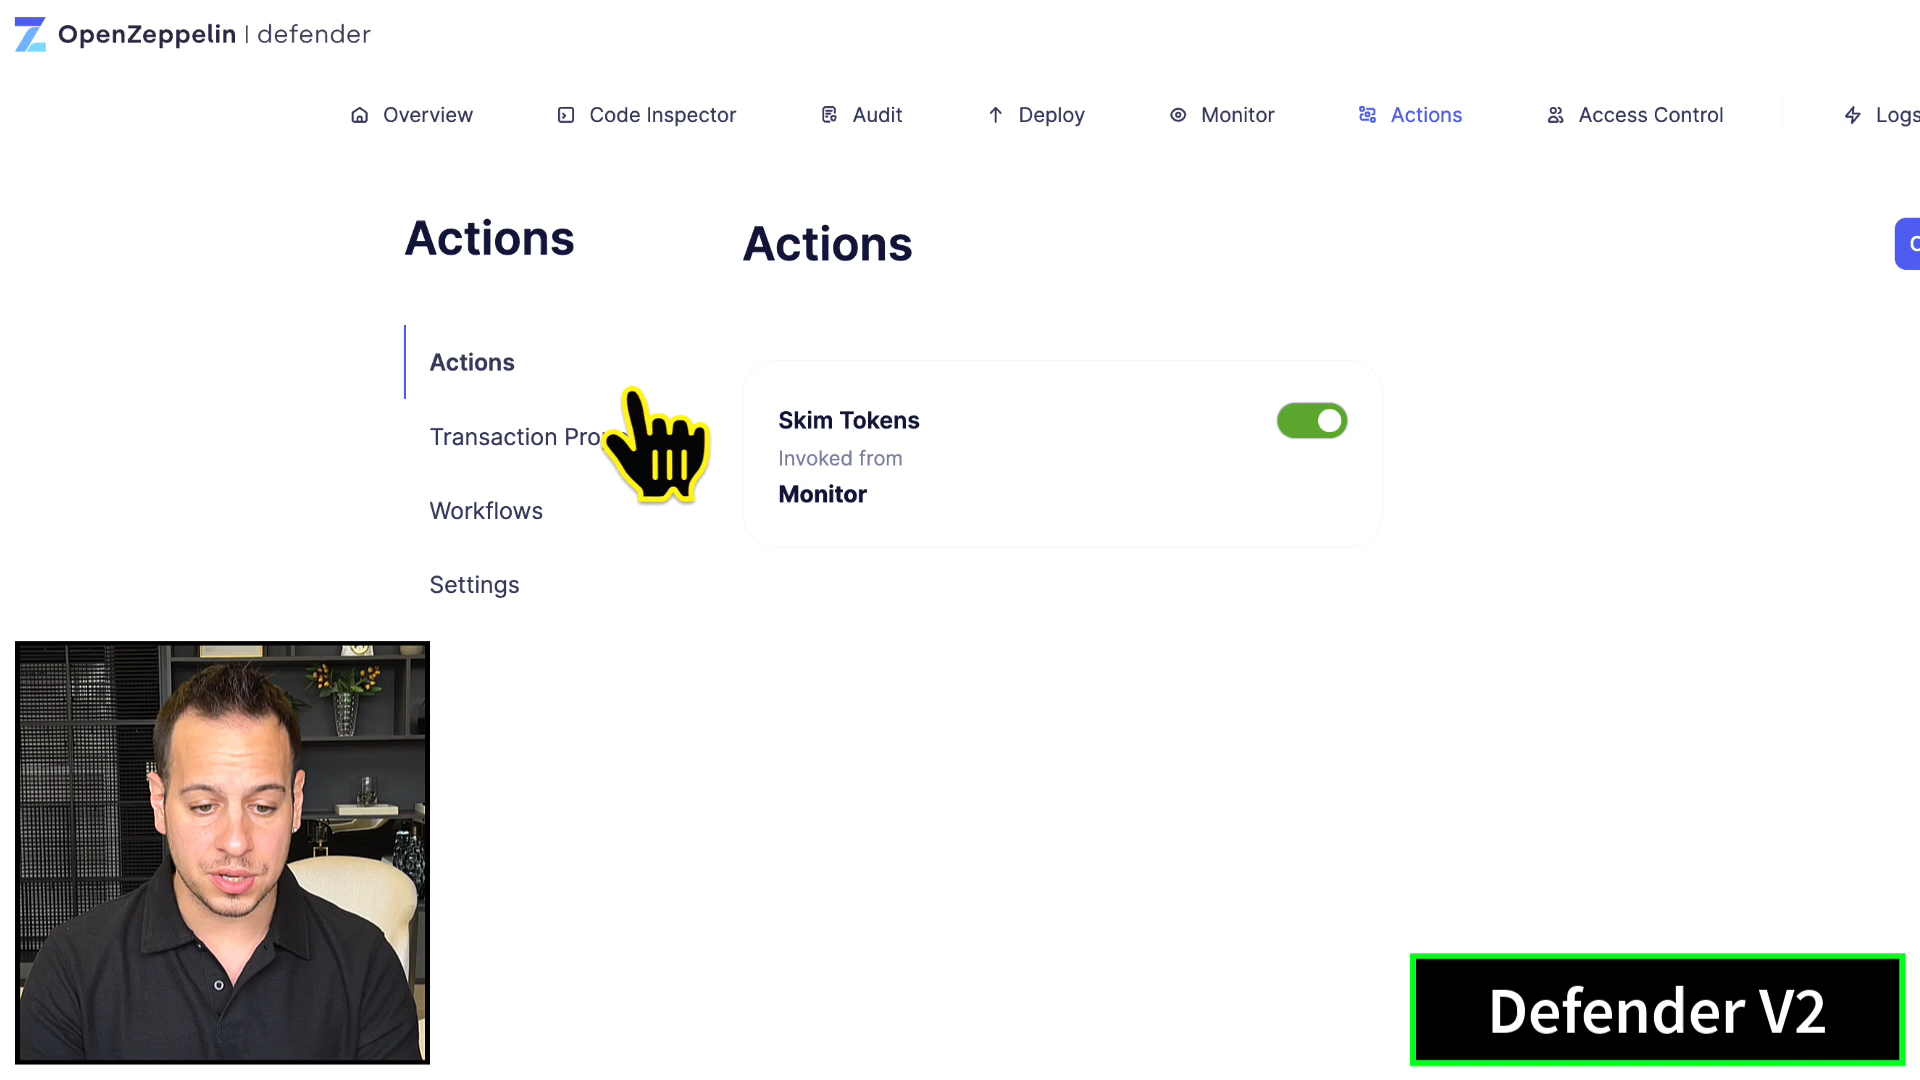 OpenZeppelin | defender
Overview
Code Inspector
Audit
Deploy
Monitor
Actions
Access Control
Logs
Actions
Actions
Actions
Transaction
Workflows
Settings
Skim Tokens
Invoked from
Monitor
Defender V2